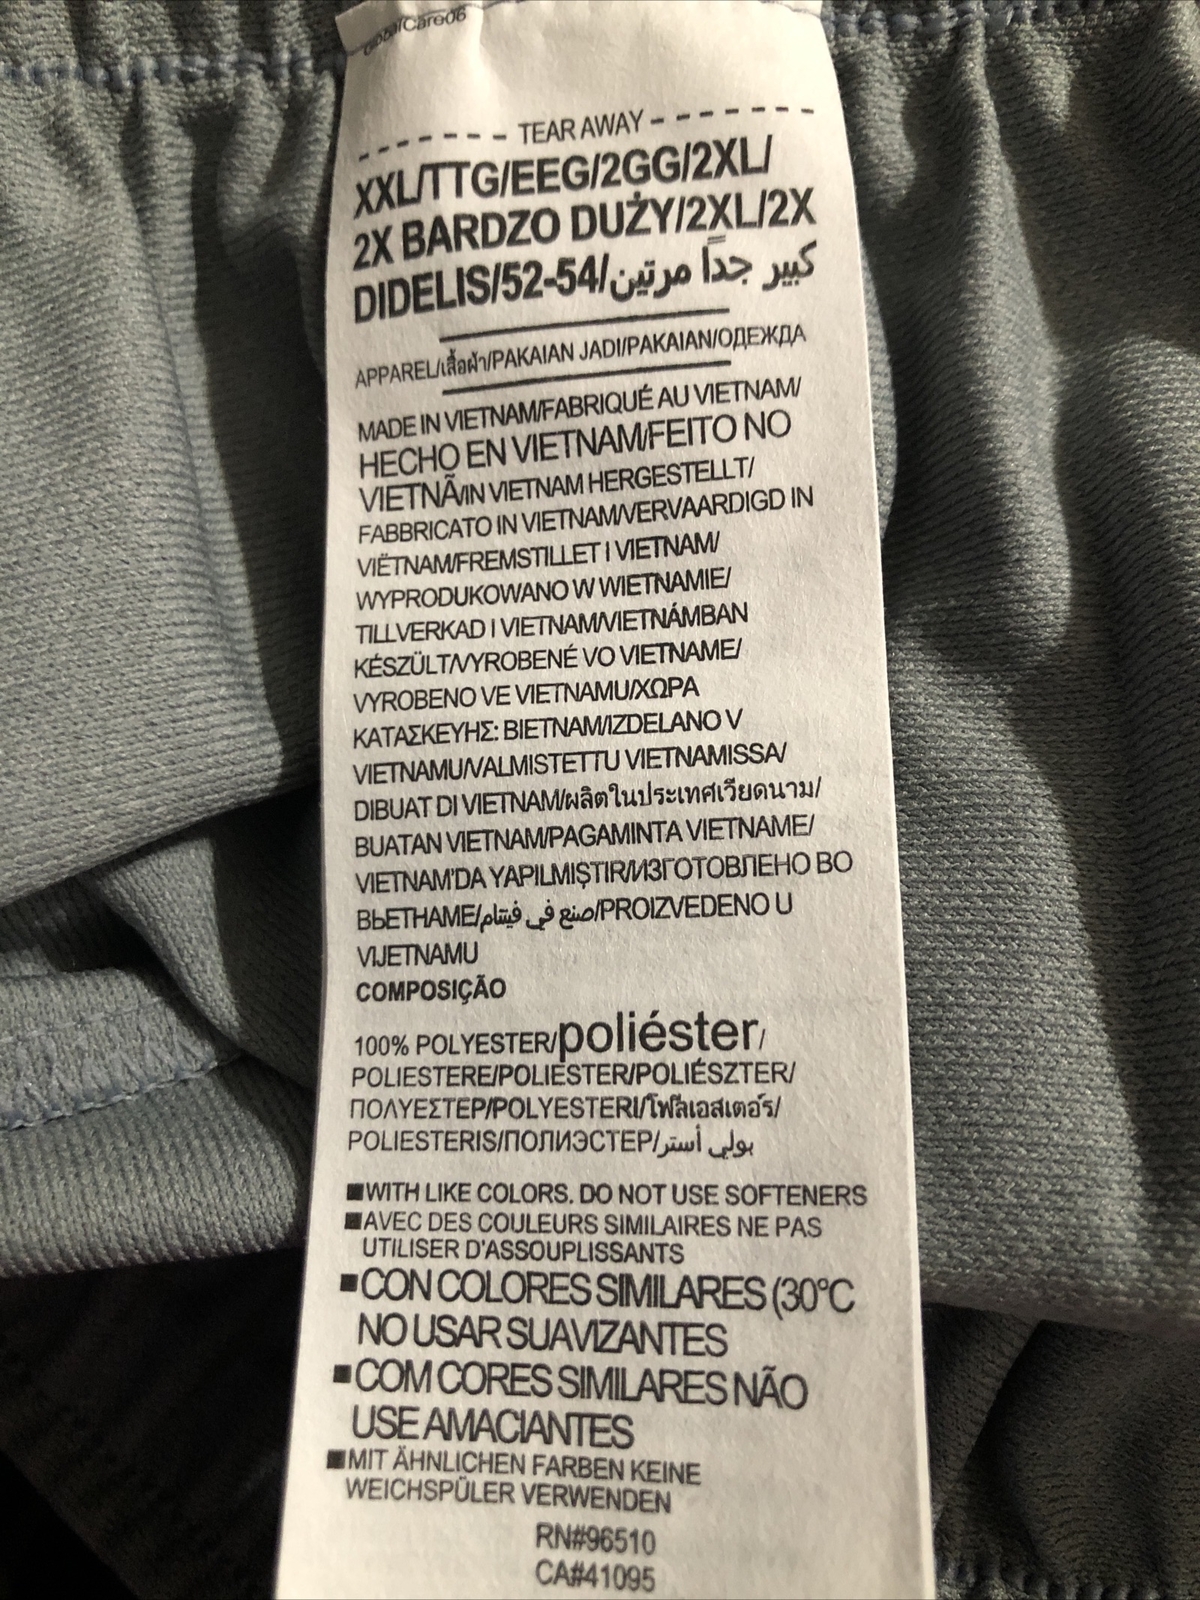 GlobalCare06
TEAR AWAY
XXL/TTG/EEG/2GG/2XL/
2X BARDZO DUŻY/2XL/2X
DIDELIS/52-54/كبير جداً مرتين
APPAREL/เสื้อผ้า/PAKAIAN JADI/PAKAIAN/ОДЕЖДА
MADE IN VIETNAM/FABRIQUÉ AU VIETNAM/
HECHO EN VIETNAM/FEITO NO
VIETNÃ/IN VIETNAM HERGESTELLT/
FABBRICATO IN VIETNAM/VERVAARDIGD IN
VIËTNAM/FREMSTILLET I VIETNAM/
WYPRODUKOWANO W WIETNAMIE/
TILLVERKAD I VIETNAM/VIETNÁMBAN
KÉSZÜLT/VYROBENÉ VO VIETNAME/
VYROBENO VE VIETNAMU/ΧΩΡΑ
ΚΑΤΑΣΚΕΥΗΣ: ΒΙΕΤΝΑΜ/IZDELANO V
VIETNAMU/VALMISTETTU VIETNAMISSA/
DIBUAT DI VIETNAM/ผลิตในประเทศเวียดนาม/
BUATAN VIETNAM/PAGAMINTA VIETNAME/
VIETNAM'DA YAPILMIŞTIR/ИЗГОТОВЛЕНО ВО
ВЬЕТНАМЕ/صنع في فيتنام/PROIZVEDENO U
VIJETNAMU
COMPOSIÇÃO
100% POLYESTER/poliéster/
POLIESTERE/POLIESTER/POLIÉSZTER/
ΠΟΛΥΕΣΤΕΡ/POLYESTERI/โพลีเอสเตอร์/
POLIESTERIS/ПОЛИЭСТЕР/بولي أستر
■WITH LIKE COLORS. DO NOT USE SOFTENERS
■AVEC DES COULEURS SIMILAIRES NE PAS
UTILISER D'ASSOUPLISSANTS
■CON COLORES SIMILARES (30°C
NO USAR SUAVIZANTES
■COM CORES SIMILARES NÃO
USE AMACIANTES
■MIT ÄHNLICHEN FARBEN KEINE
WEICHSPÜLER VERWENDEN
RN#96510
CA#41095